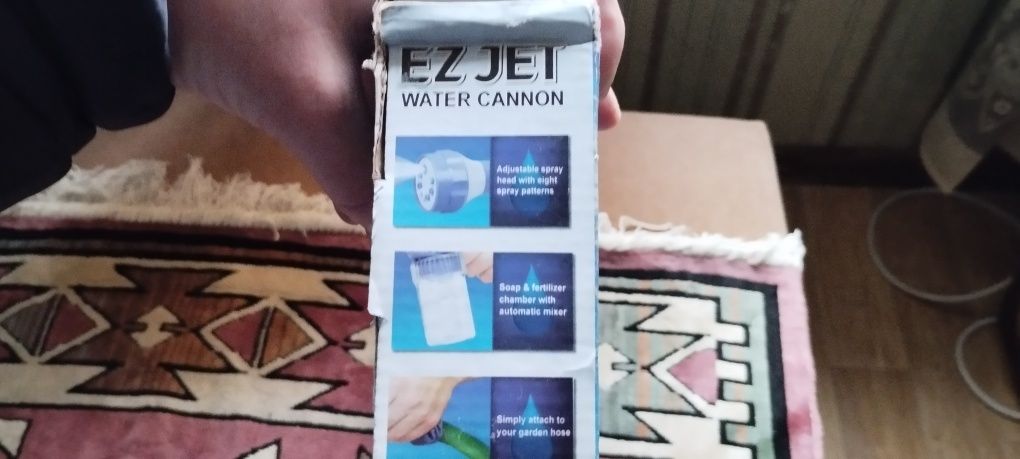 EZ JET
WATER CANNON
Adjustable spray
head with eight
spray patterns
Soap & fertilizer
chamber with
automatic mixer
Simply attach to
your garden hose